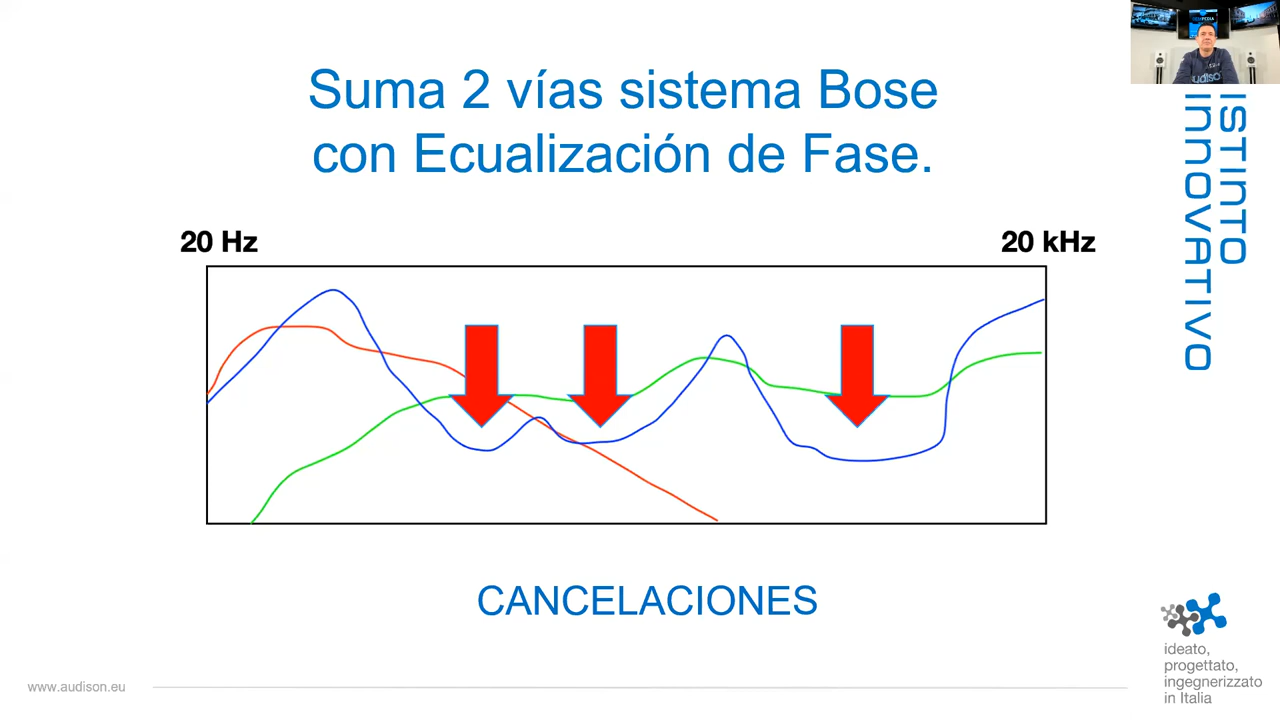 Suma 2 vías sistema Bose
con Ecualización de Fase.
20 Hz
20 kHz
CANCELACIONES
www.audison.eu
ISTINTO
INNOVATIVO
ideato,
progettato,
ingegnerizzato
in Italia